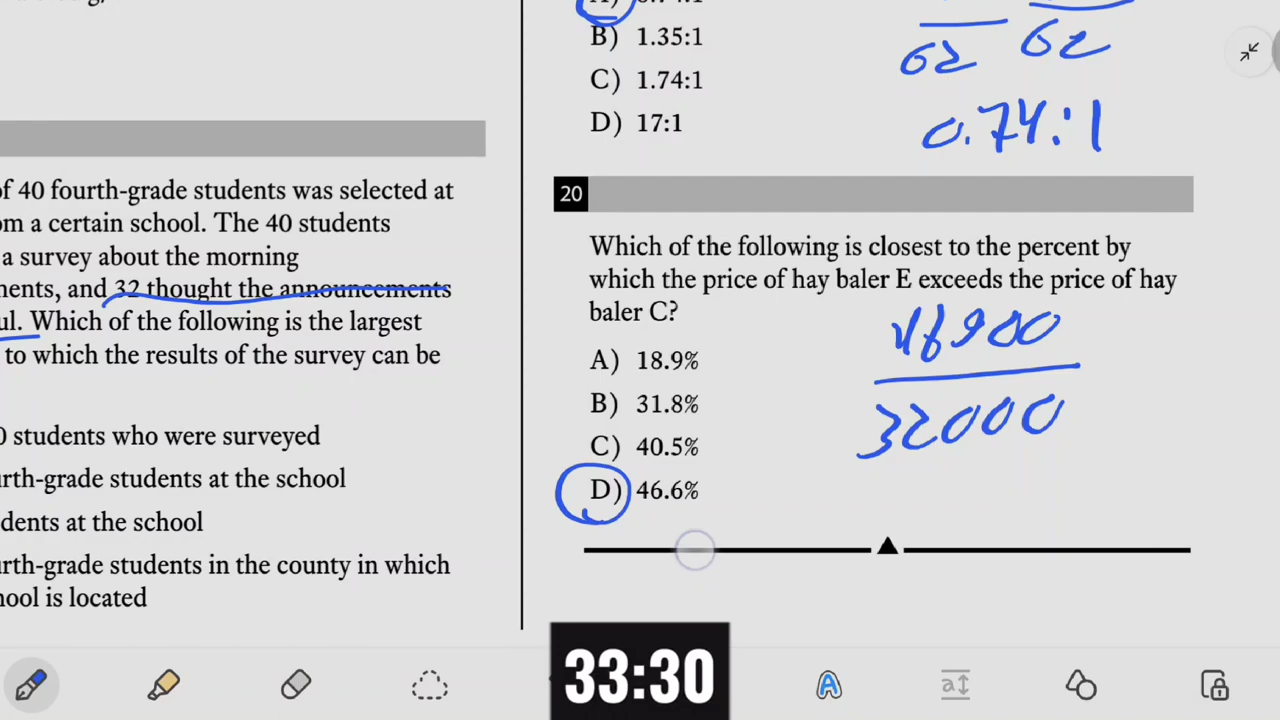 B) 1.35:1
C) 1.74:1
D) 17:1
62 62
0.74:1
of 40 fourth-grade students was selected at
om a certain school. The 40 students
a survey about the morning
ments, and 32 thought the announcements
ul. Which of the following is the largest
to which the results of the survey can be
0 students who were surveyed
urth-grade students at the school
dents at the school
urth-grade students in the county in which
hool is located
20
Which of the following is closest to the percent by
which the price of hay baler E exceeds the price of hay
baler C?
A) 18.9%
B) 31.8%
C) 40.5%
D) 46.6%
46900
32000
33:30
A
a